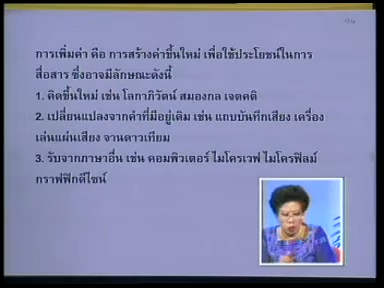 การเพิ่มคำ คือ การสร้างคำขึ้นใหม่ เพื่อใช้ประโยชน์ในการ
สื่อสาร ซึ่งอาจมีลักษณะดังนี้
1. คิดขึ้นใหม่ เช่น โลกาภิวัตน์ สมองกล เจตคติ
2. เปลี่ยนแปลงจากคำที่มีอยู่เดิม เช่น แถบบันทึกเสียง เครื่อง
เล่นแผ่นเสียง จานดาวเทียม
3. รับจากภาษาอื่น เช่น คอมพิวเตอร์ ไมโครเวฟ ไมโครฟิลม์
กราฟฟิกดีไซน์